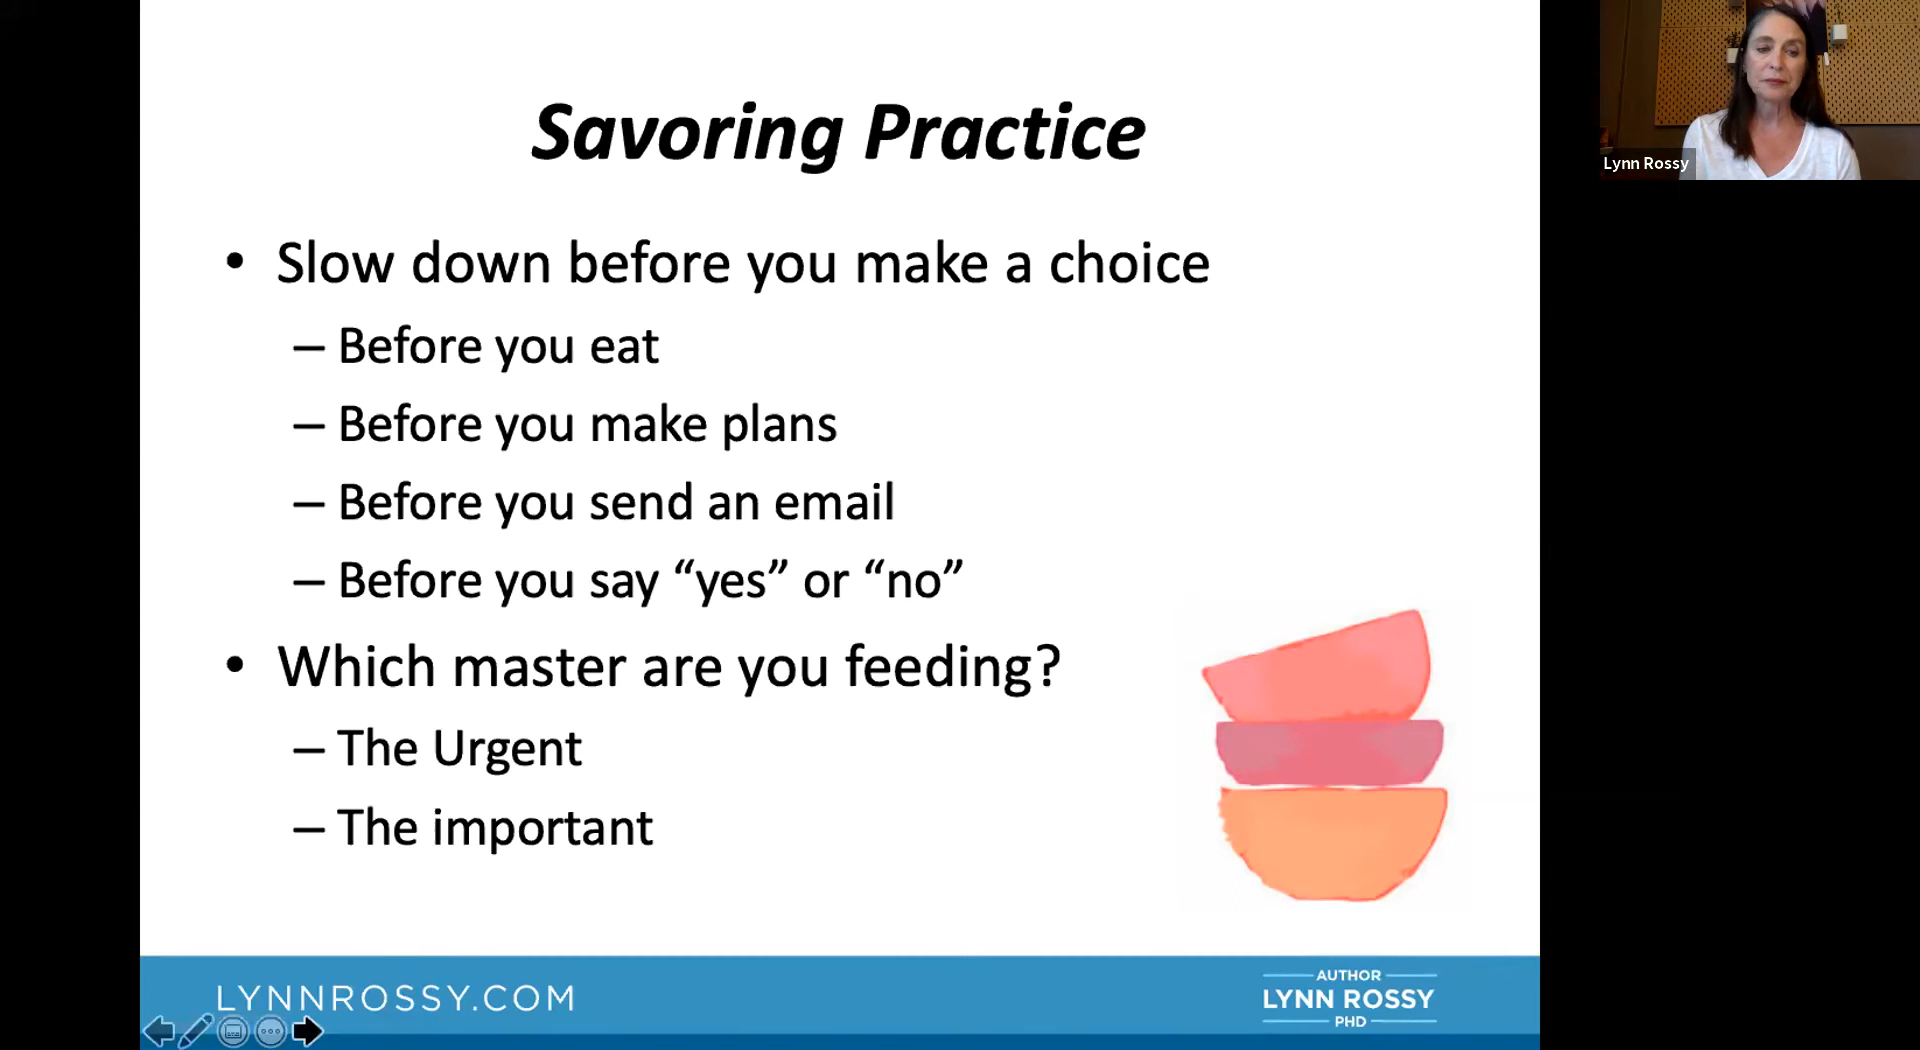 Savoring Practice
• Slow down before you make a choice
– Before you eat
– Before you make plans
– Before you send an email
– Before you say “yes” or “no”
• Which master are you feeding?
– The Urgent
– The important
LYNNROSSY.COM
AUTHOR
LYNN ROSSY
PHD
Lynn Rossy